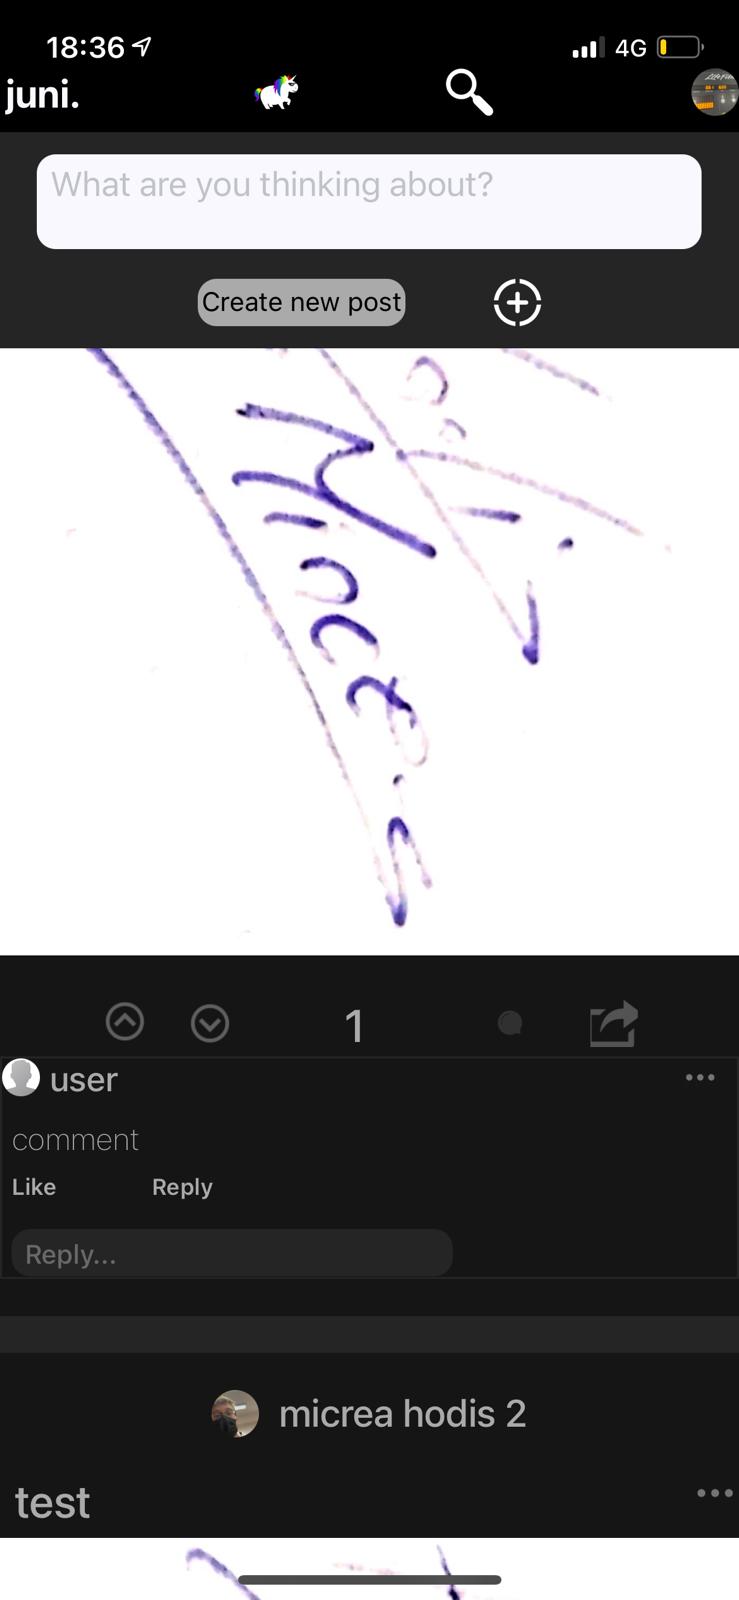 18:36
4G
juni.
What are you thinking about?
Create new post
1
user
comment
Like
Reply
Reply...
micrea hodis 2
test